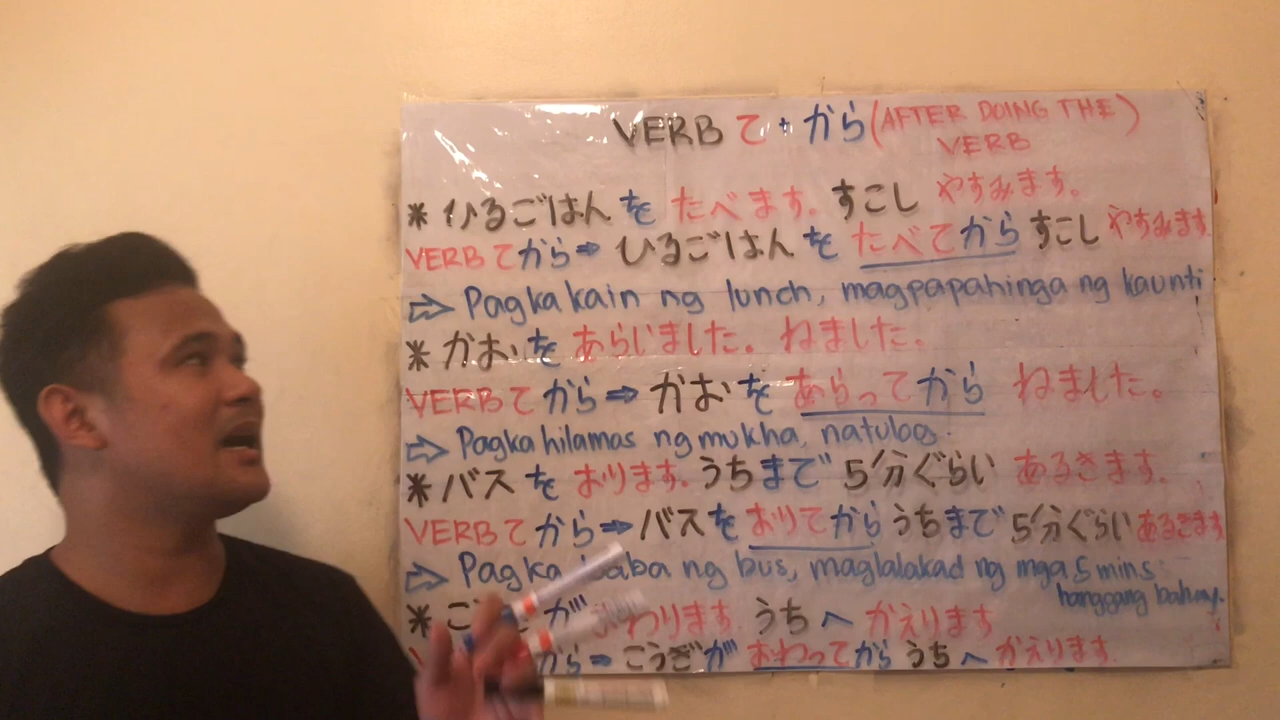 VERB て + から (AFTER DOING THE VERB)
* ひるごはん を たべます. すこし やすみます。
VERB てから ⇒ ひるごはん を たべてから すこし やすみます
⇨ Pagkakain ng lunch, magpapahinga ng kaunti
* かお を あらいました。 ねました。
VERB て から ⇒ かお を あらってから ねました。
⇨ Pagkahilamas ng mukha, natulog.
* バス を おります. うちまで 5分ぐらい あるきます.
VERB てから ⇒ バスを おりてから うちまで 5分ぐらい あるきます
⇨ Pagka baba ng bus, maglalakad ng mga 5 mins hanggang bahay.
* が わります. うちへ かえります
から ⇒ こうぎが おわってから うちへ かえります.